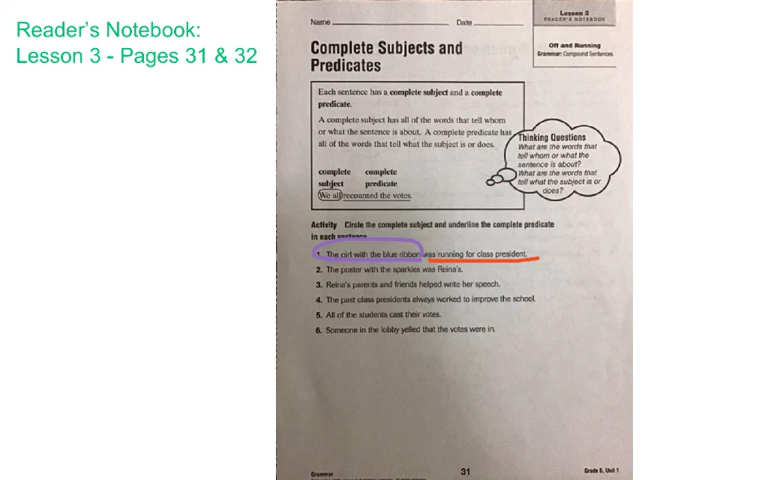 Reader's Notebook:
Lesson 3 - Pages 31 & 32
Name
Date
Lesson 3
READER'S NOTEBOOK
Complete Subjects and
Predicates
Off and Running
Grammar: Compound Sentences
Each sentence has a complete subject and a complete
predicate.
A complete subject has all of the words that tell whom
or what the sentence is about. A complete predicate has
all of the words that tell what the subject is or does.
Thinking Questions
What are the words that
tell whom or what the
sentence is about?
What are the words that
tell what the subject is or
does?
complete complete
subject predicate
We all recounted the votes.
Activity Circle the complete subject and underline the complete predicate
in each sentence.
1. The girl with the blue ribbon was running for class president.
2. The poster with the sparkles was Reina's.
3. Reina's parents and friends helped write her speech.
4. The past class presidents always worked to improve the school.
5. All of the students cast their votes.
6. Someone in the lobby yelled that the votes were in.
Grammar
31
Grade 5, Unit 1